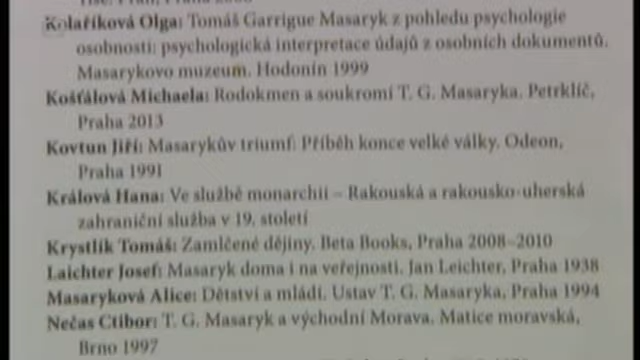 Kolaříková Olga: Tomáš Garrigue Masaryk z pohledu psychologie
osobnosti: psychologická interpretace údajů z osobních dokumentů.
Masarykovo muzeum, Hodonín 1999
Košťálová Michaela: Rodokmen a soukromí T. G. Masaryka. Petrklíč,
Praha 2013
Kovtun Jiří: Masarykův triumf: Příběh konce velké války. Odeon,
Praha 1991
Králová Hana: Ve službě monarchii – Rakouská a rakousko-uherská
zahraniční služba v 19. století
Krystlík Tomáš: Zamlčené dějiny. Beta Books, Praha 2008–2010
Laichter Josef: Masaryk doma i na veřejnosti. Jan Leichter, Praha 1938
Masaryková Alice: Dětství a mládí. Ústav T. G. Masaryka, Praha 1994
Nečas Ctibor: T. G. Masaryk a východní Morava. Matice moravská,
Brno 1997